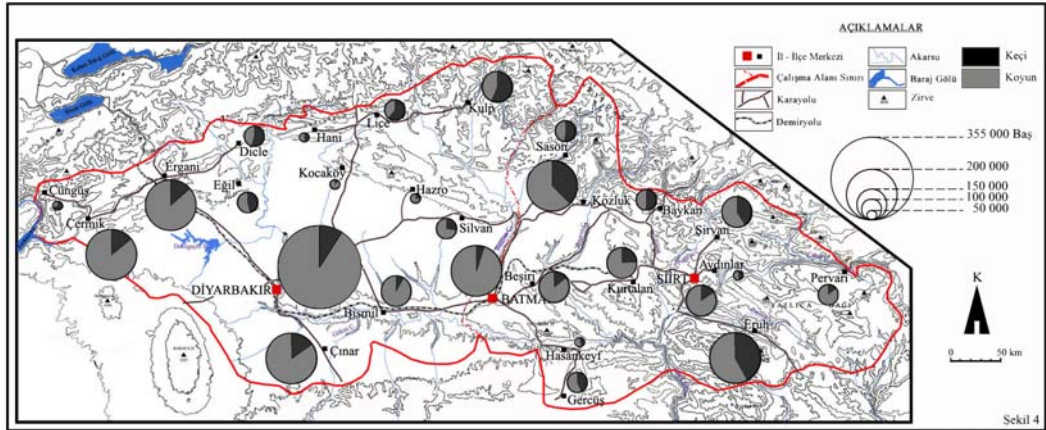 AÇIKLAMALAR
İl - İlçe Merkezi
Çalışma Alanı Sınırı
Karayolu
Demiryolu
Akarsu
Baraj Gölü
Zirve
Keçi
Koyun
355 000 Baş
200 000
150 000
100 000
50 000
K
0 50 km
Şekil 4
Kulp
Lice
Hani
Dicle
Sason
Ergani
Kocaköy
Eğil
Hazro
Çüngüş
Çermik
Kozluk
Baykan
Şirvan
Silvan
Aydınlar
SİİRT
Pervari
Beşiri
Kurtalan
DİYARBAKIR
BATMA
Bismil
Eruh
Çınar
Hasankeyf
Gercüş